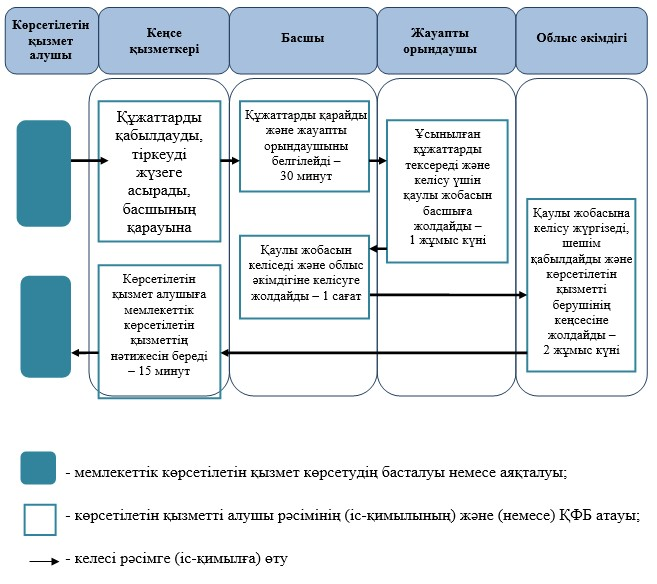 Көрсетілетін
қызмет
алушы
Кеңсе
қызметкері
Басшы
Жауапты
орындаушы
Облыс әкімдігі
Құжаттарды
қабылдауды,
тіркеуді
жүзеге
асырады,
басшының
қарауына
Құжаттарды қарайды
және жауапты
орындаушыны
белгілейді –
30 минут
Ұсынылған
құжаттарды
тексереді және
келісу үшін
қаулы жобасын
басшыға
жолдайды –
1 жұмыс күні
Қаулы жобасын
келіседі және облыс
әкімдігіне келісуге
жолдайды – 1 сағат
Қаулы жобасына
келісу жүргізеді,
шешім
қабылдайды және
көрсетілетін
қызметті
берушінің
кеңсесіне
жолдайды –
2 жұмыс күні
Көрсетілетін
қызмет алушыға
мемлекеттік
көрсетілетін
қызметтің
нәтижесін береді
– 15 минут
- мемлекеттік көрсетілетін қызмет көрсетудің басталуы немесе аяқталуы;
- көрсетілетін қызметті алушы рәсімінің (іс-қимылының) және (немесе) ҚФБ атауы;
- келесі рәсімге (іс-қимылға) өту